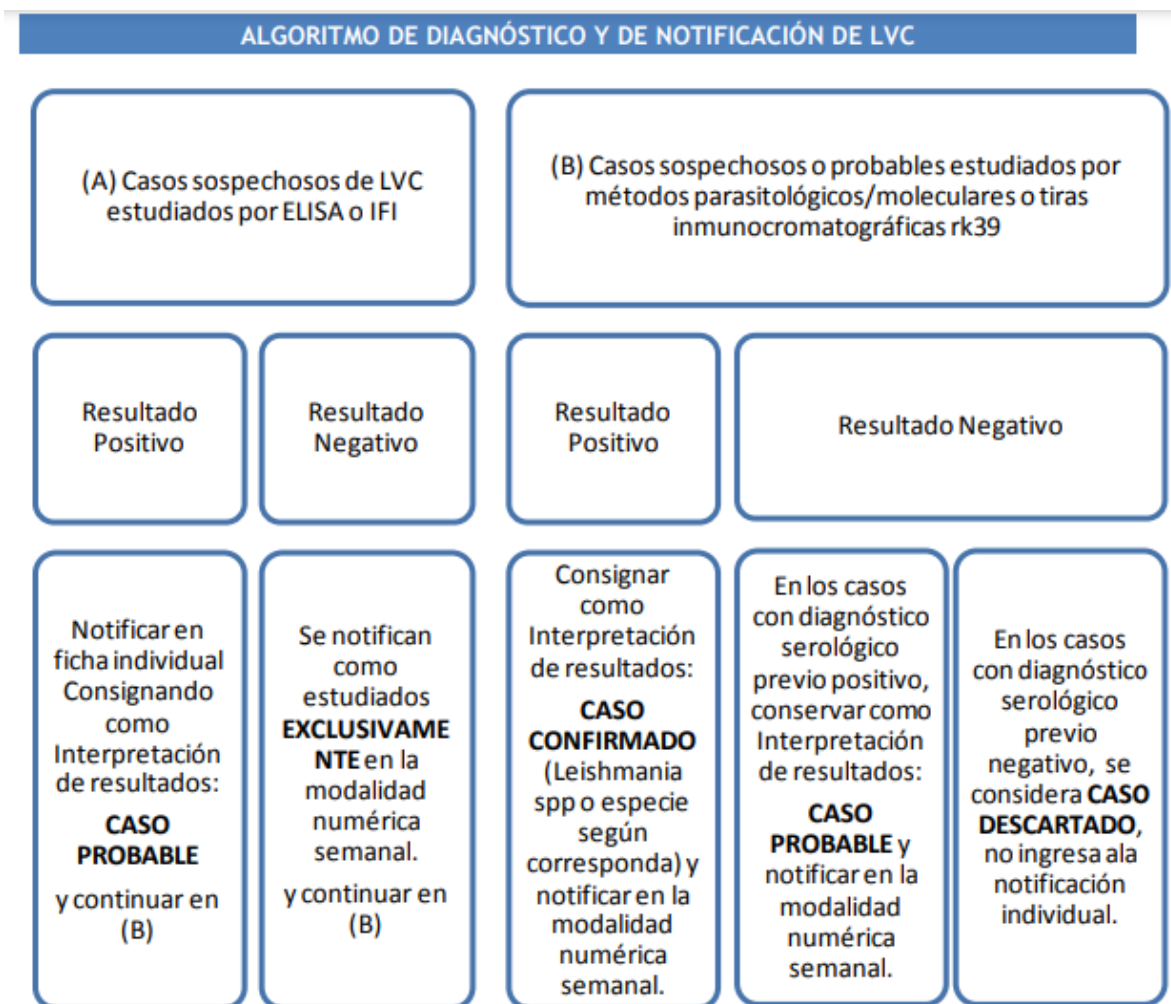 ALGORITMO DE DIAGNÓSTICO Y DE NOTIFICACIÓN DE LVC
(A) Casos sospechosos de LVC
estudiados por ELISA o IFI
(B) Casos sospechosos o probables estudiados por
métodos parasitológicos/moleculares o tiras
inmunocromatográficas rk39
Resultado
Positivo
Resultado
Negativo
Resultado
Positivo
Resultado Negativo
Notificar en
ficha individual
Consignando
como
Interpretación
de resultados:
CASO
PROBABLE
y continuar en
(B)
Se notifican
como
estudiados
EXCLUSIVAME
NTE en la
modalidad
numérica
semanal.
y continuar en
(B)
Consignar
como
Interpretación
de resultados:
CASO
CONFIRMADO
(Leishmania
spp o especie
según
corresponda) y
notificar en la
modalidad
numérica
semanal.
En los casos
con diagnóstico
serológico
previo positivo,
conservar como
Interpretación
de resultados:
CASO
PROBABLE y
notificar en la
modalidad
numérica
semanal.
En los casos
con diagnóstico
serológico
previo
negativo, se
considera CASO
DESCARTADO,
no ingresa ala
notificación
individual.